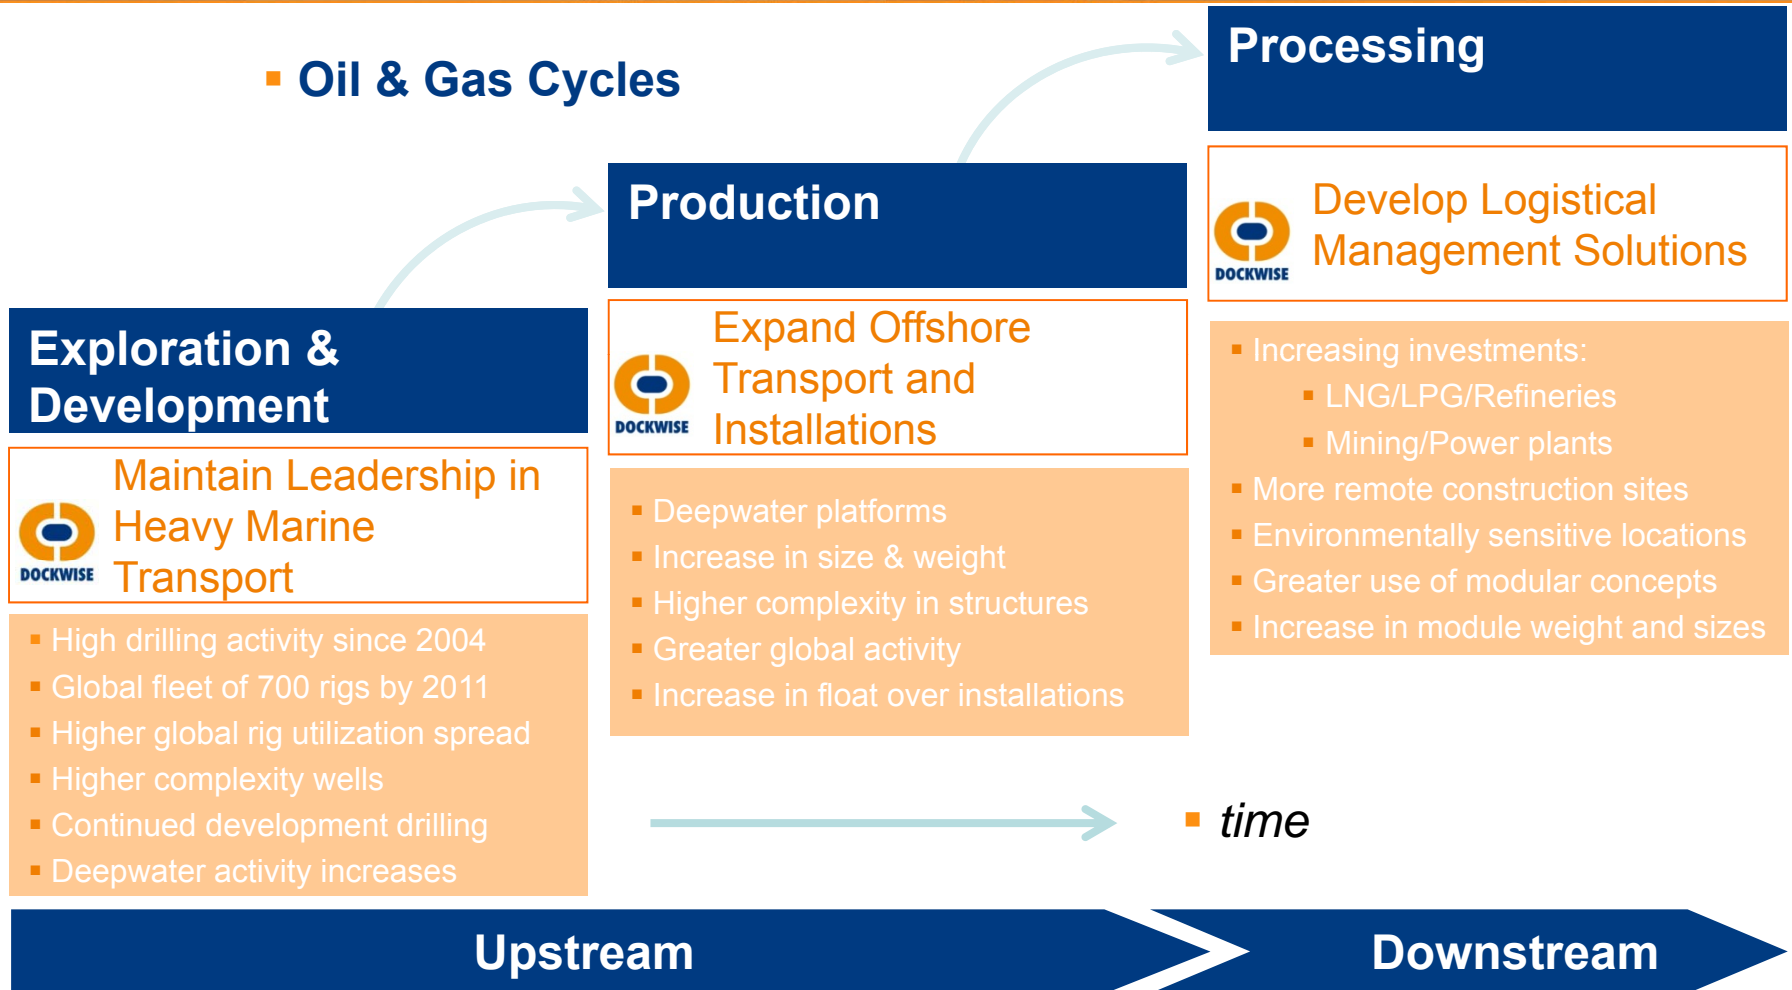 ▪ Oil & Gas Cycles
Exploration &
Development
DOCKWISE
Maintain Leadership in
Heavy Marine
Transport
▪ High drilling activity since 2004
▪ Global fleet of 700 rigs by 2011
▪ Higher global rig utilization spread
▪ Higher complexity wells
▪ Continued development drilling
▪ Deepwater activity increases
Production
DOCKWISE
Expand Offshore
Transport and
Installations
▪ Deepwater platforms
▪ Increase in size & weight
▪ Higher complexity in structures
▪ Greater global activity
▪ Increase in float over installations
Processing
DOCKWISE
Develop Logistical
Management Solutions
▪ Increasing investments:
▪ LNG/LPG/Refineries
▪ Mining/Power plants
▪ More remote construction sites
▪ Environmentally sensitive locations
▪ Greater use of modular concepts
▪ Increase in module weight and sizes
▪ time
Upstream
Downstream